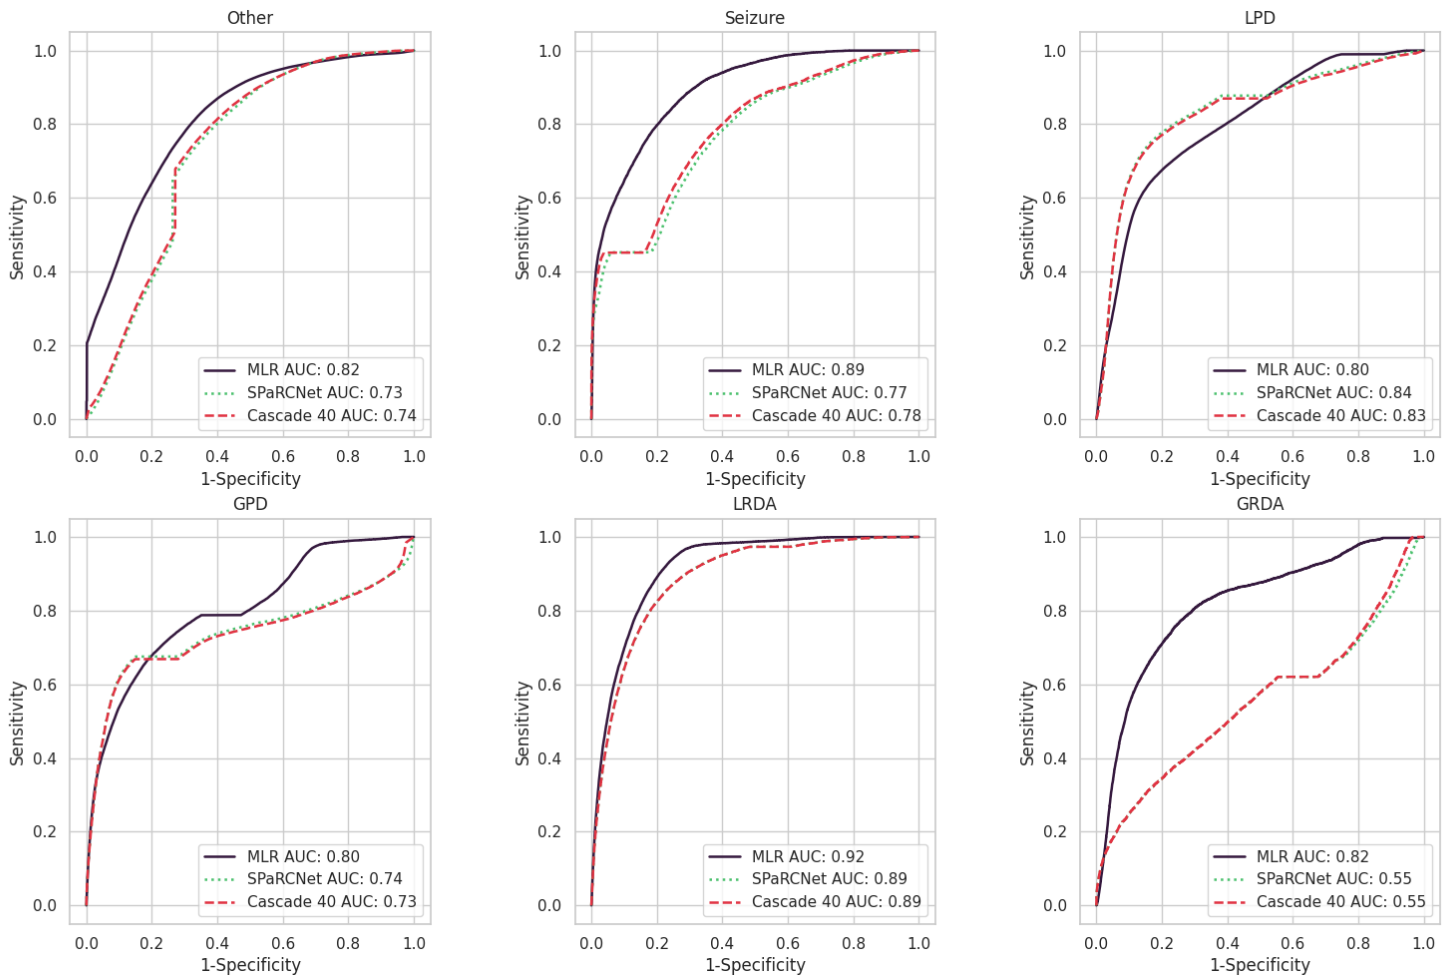 Other
1.0
0.8
0.6
0.4
0.2
0.0
Sensitivity
MLR AUC: 0.82
SPaRCNet AUC: 0.73
Cascade 40 AUC: 0.74
0.0 0.2 0.4 0.6 0.8 1.0
1-Specificity
Seizure
1.0
0.8
0.6
0.4
0.2
0.0
Sensitivity
MLR AUC: 0.89
SPaRCNet AUC: 0.77
Cascade 40 AUC: 0.78
0.0 0.2 0.4 0.6 0.8 1.0
1-Specificity
LPD
1.0
0.8
0.6
0.4
0.2
0.0
Sensitivity
MLR AUC: 0.80
SPaRCNet AUC: 0.84
Cascade 40 AUC: 0.83
0.0 0.2 0.4 0.6 0.8 1.0
1-Specificity
GPD
1.0
0.8
0.6
0.4
0.2
0.0
Sensitivity
MLR AUC: 0.80
SPaRCNet AUC: 0.74
Cascade 40 AUC: 0.73
0.0 0.2 0.4 0.6 0.8 1.0
1-Specificity
LRDA
1.0
0.8
0.6
0.4
0.2
0.0
Sensitivity
MLR AUC: 0.92
SPaRCNet AUC: 0.89
Cascade 40 AUC: 0.89
0.0 0.2 0.4 0.6 0.8 1.0
1-Specificity
GRDA
1.0
0.8
0.6
0.4
0.2
0.0
Sensitivity
MLR AUC: 0.82
SPaRCNet AUC: 0.55
Cascade 40 AUC: 0.55
0.0 0.2 0.4 0.6 0.8 1.0
1-Specificity